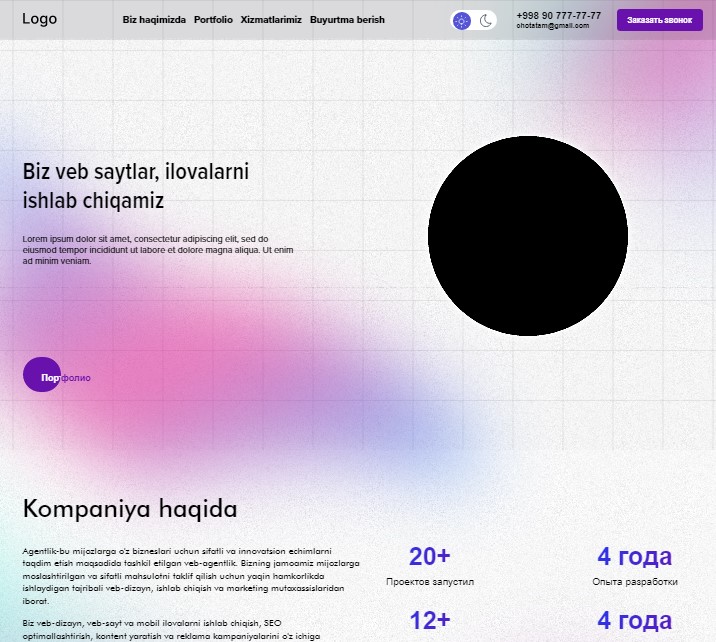 Logo
Biz haqimizda Portfolio Xizmatlarimiz Buyurtma berish
+998 90 777-77-77
ohotatam@gmail.com
Заказать звонок
Biz veb saytlar, ilovalarni
ishlab chiqamiz
Lorem ipsum dolor sit amet, consectetur adipiscing elit, sed do
eiusmod tempor incididunt ut labore et dolore magna aliqua. Ut enim
ad minim veniam.
Портфолио
Kompaniya haqida
Agentlik-bu mijozlarga o'z bizneslari uchun sifatli va innovatsion echimlarni
taqdim etish maqsadida tashkil etilgan veb-agentlik. Bizning jamoamiz mijozlarga
moslashtirilgan va sifatli mahsulotni taklif qilish uchun yaqin hamkorlikda
ishlaydigan tajribali veb-dizayn, ishlab chiqish va marketing mutaxassislaridan
iborat.
Biz veb-dizayn, veb-sayt va mobil ilovalarni ishlab chiqish, SEO
optimallashtirish, kontent yaratish va reklama kampaniyalarini o'z ichiga
20+
Проектов запустил
4 года
Опыта разработки
12+
4 года